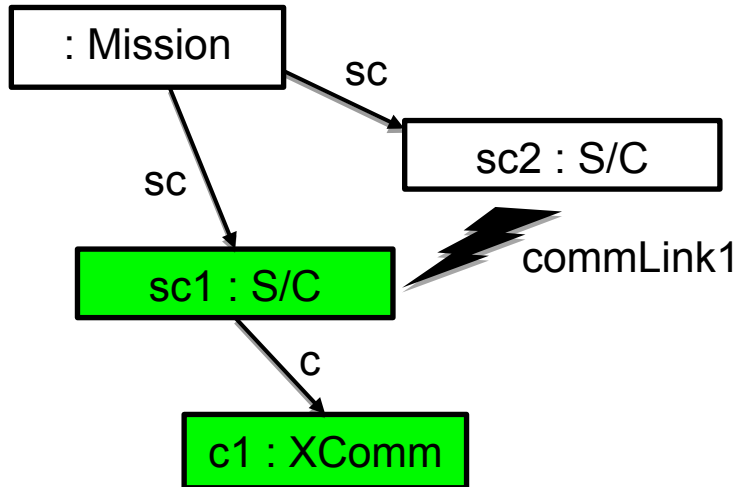 : Mission
sc
sc2 : S/C
sc
commLink1
sc1 : S/C
c
c1 : XComm